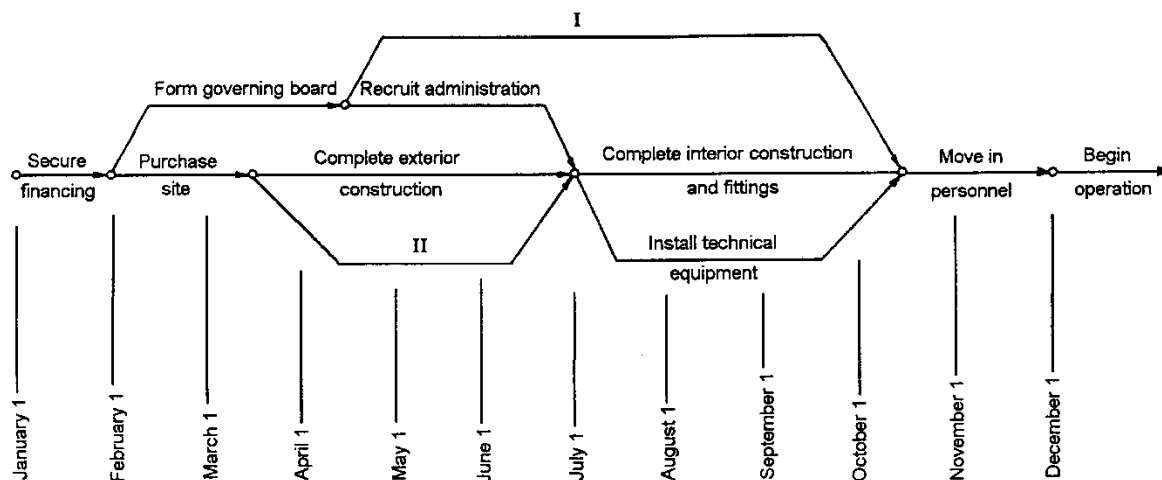 I
Form governing board
Recruit administration
Secure
financing
Purchase
site
Complete exterior
construction
Complete interior construction
and fittings
Move in
personnel
Begin
operation
II
Install technical
equipment
January 1
February 1
March 1
April 1
May 1
June 1
July 1
August 1
September 1
October 1
November 1
December 1